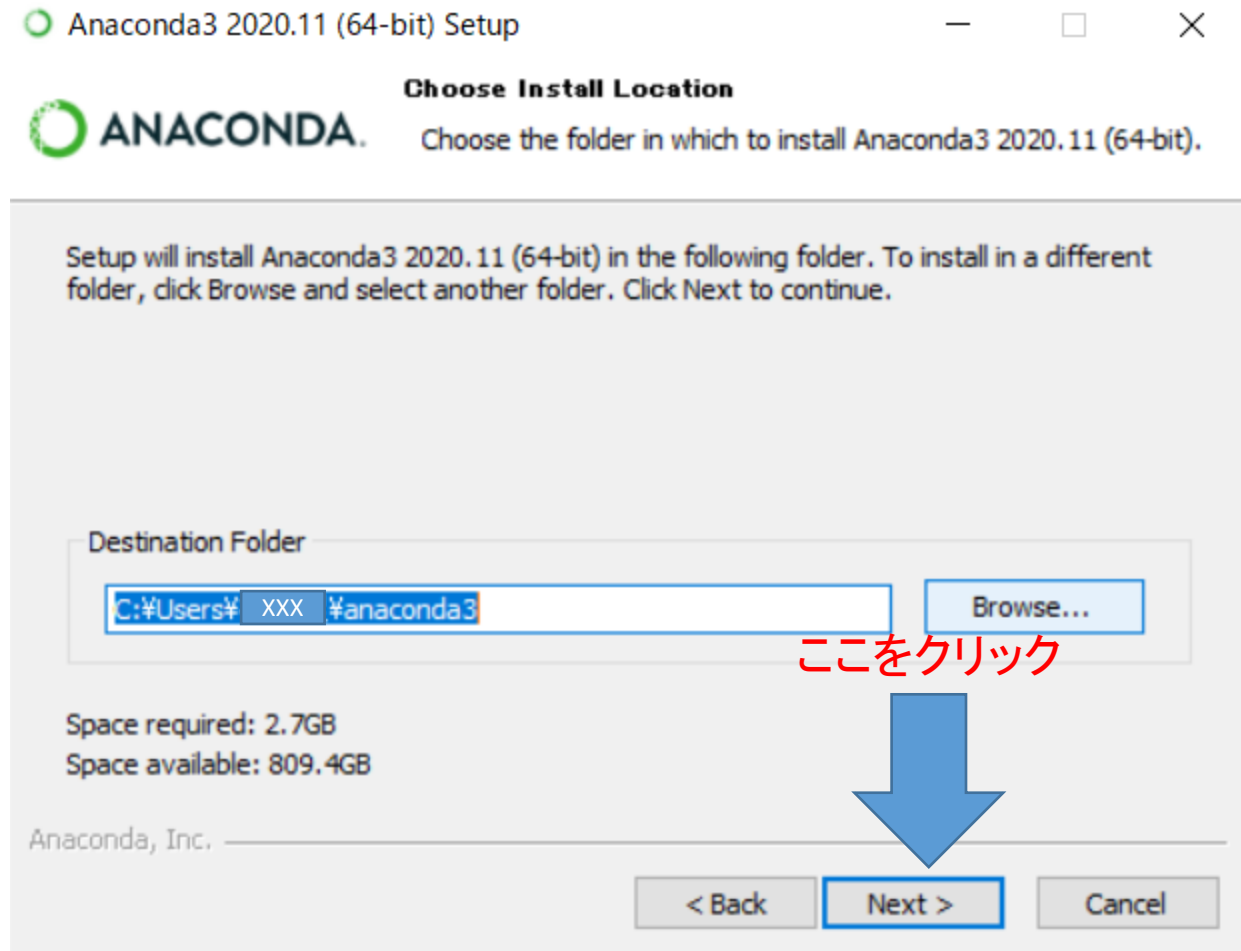 Anaconda3 2020.11 (64-bit) Setup
Choose Install Location
ANACONDA.
Choose the folder in which to install Anaconda3 2020.11 (64-bit).
Setup will install Anaconda3 2020.11 (64-bit) in the following folder. To install in a different
folder, click Browse and select another folder. Click Next to continue.
Destination Folder
C:¥Users¥ XXX ¥anaconda3
Browse...
ここをクリック
Space required: 2.7GB
Space available: 809.4GB
Anaconda, Inc.
< Back
Next >
Cancel